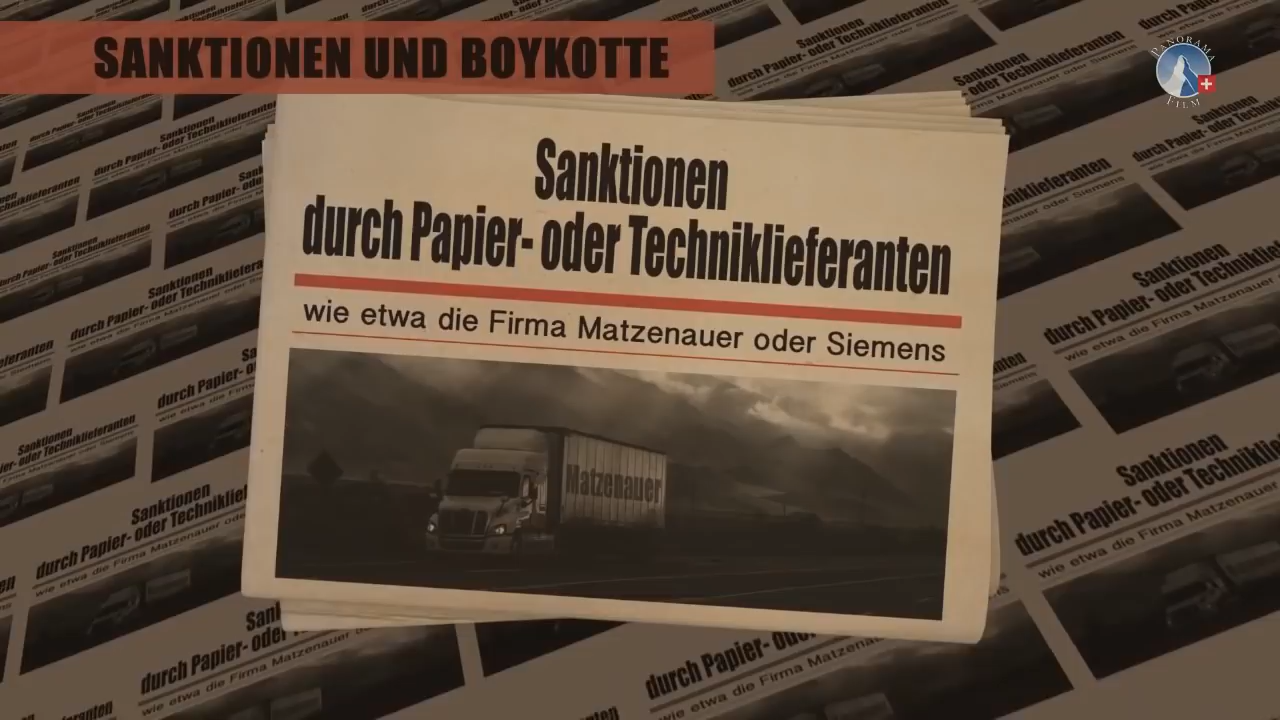 SANKTIONEN UND BOYKOTTE
PANORAMA
FILM
Sanktionen
durch Papier- oder Techniklieferanten
wie etwa die Firma Matzenauer oder Siemens
Matzenauer